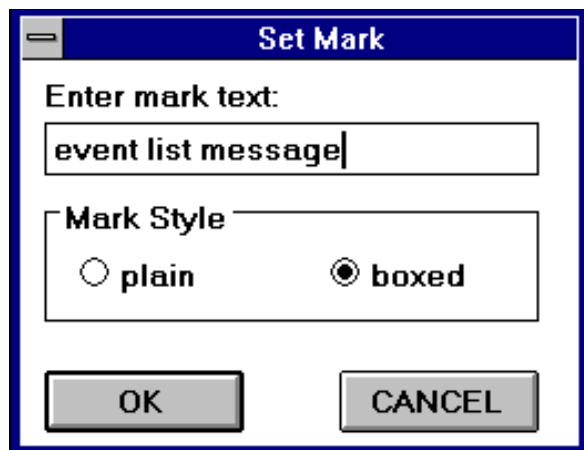 Set Mark
Enter mark text:
event list message
Mark Style
plain boxed
OK CANCEL